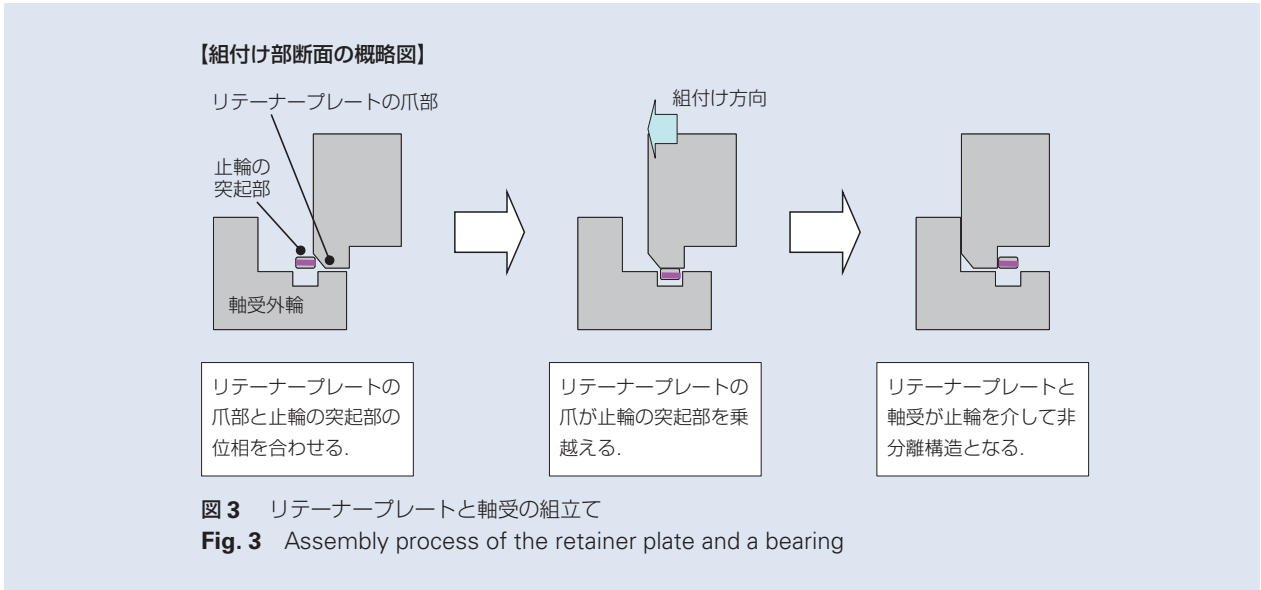 【組付け部断面の概略図】
リテーナープレートの爪部
組付け方向
止輪の
突起部
軸受外輪
リテーナープレートの
爪部と止輪の突起部の
位相を合わせる.
リテーナープレートの
爪が止輪の突起部を乗
越える.
リテーナープレートと
軸受が止輪を介して非
分離構造となる.
図3 リテーナープレートと軸受の組立て
Fig. 3 Assembly process of the retainer plate and a bearing